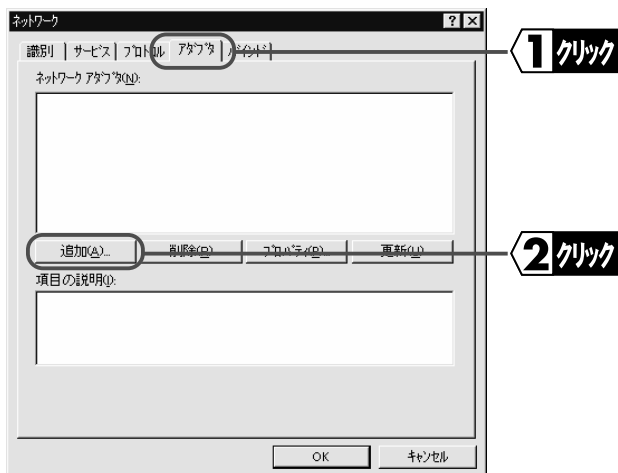 ネットワーク
識別 サービス プロトコル アダプタ バインド
1 クリック
ネットワーク アダプタ(N):
追加(A)... 削除(R) プロパティ(P)... 更新(U)
2 クリック
項目の説明(I):
OK キャンセル